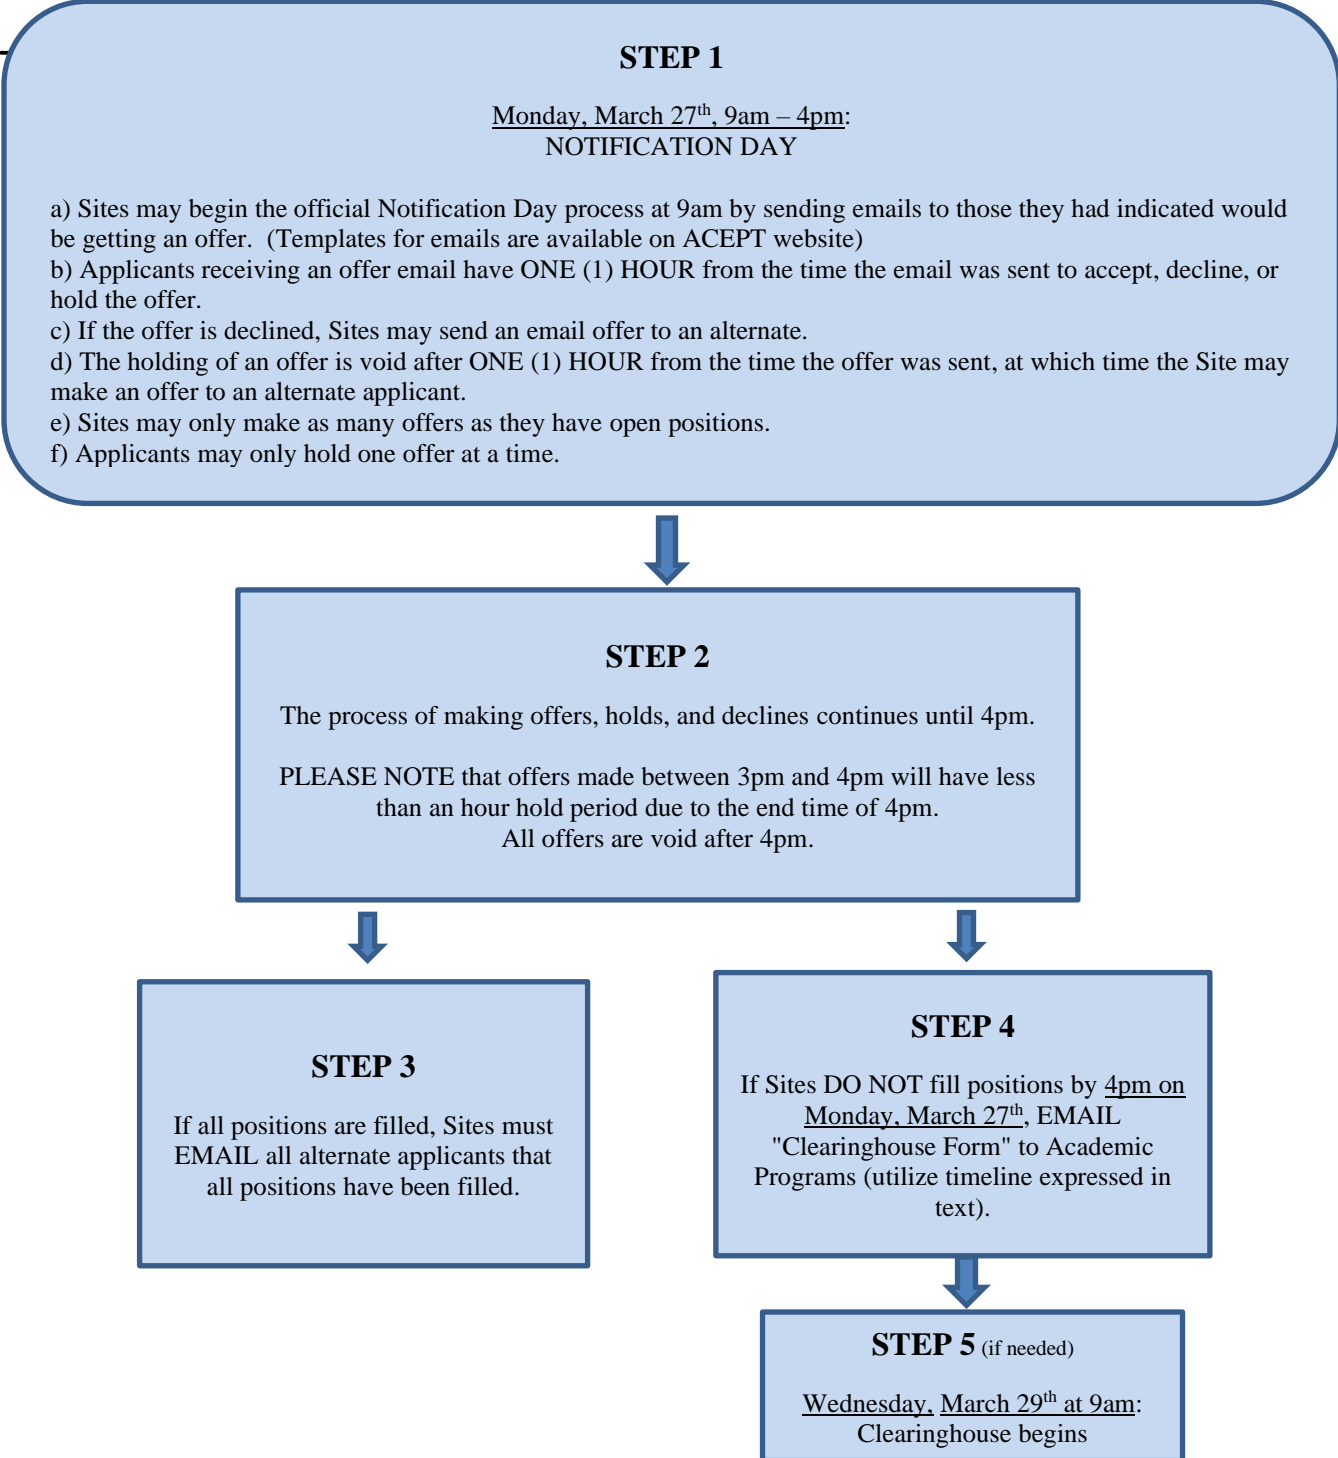 STEP 1
Monday, March 27th, 9am – 4pm:
NOTIFICATION DAY
a) Sites may begin the official Notification Day process at 9am by sending emails to those they had indicated would
be getting an offer.  (Templates for emails are available on ACEPT website)
b) Applicants receiving an offer email have ONE (1) HOUR from the time the email was sent to accept, decline, or
hold the offer.
c) If the offer is declined, Sites may send an email offer to an alternate.
d) The holding of an offer is void after ONE (1) HOUR from the time the offer was sent, at which time the Site may
make an offer to an alternate applicant.
e) Sites may only make as many offers as they have open positions.
f) Applicants may only hold one offer at a time.
STEP 2
The process of making offers, holds, and declines continues until 4pm.
PLEASE NOTE that offers made between 3pm and 4pm will have less
than an hour hold period due to the end time of 4pm.
All offers are void after 4pm.
STEP 3
If all positions are filled, Sites must
EMAIL all alternate applicants that
all positions have been filled.
STEP 4
If Sites DO NOT fill positions by 4pm on
Monday, March 27th, EMAIL
"Clearinghouse Form" to Academic
Programs (utilize timeline expressed in
text).
STEP 5 (if needed)
Wednesday, March 29th at 9am:
Clearinghouse begins